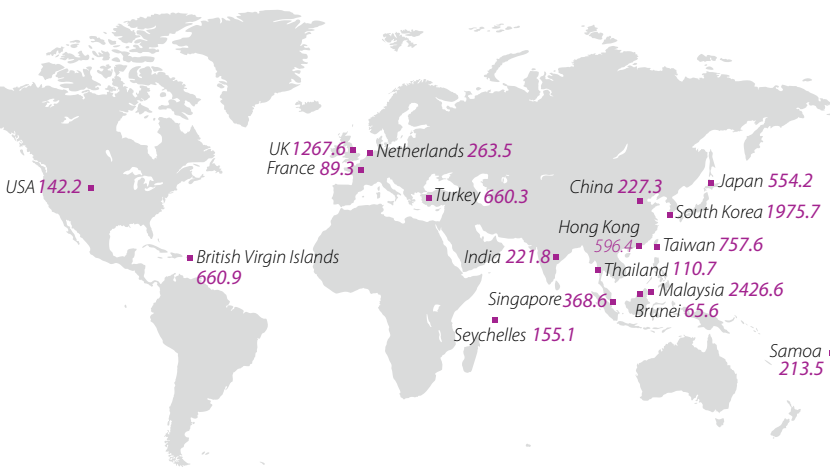 UK 1267.6
Netherlands 263.5
France 89.3
USA 142.2
Turkey 660.3
China 227.3
Japan 554.2
South Korea 1975.7
Hong Kong
596.4
Taiwan 757.6
British Virgin Islands
660.9
India 221.8
Thailand 110.7
Malaysia 2426.6
Singapore 368.6
Brunei 65.6
Seychelles 155.1
Samoa
213.5